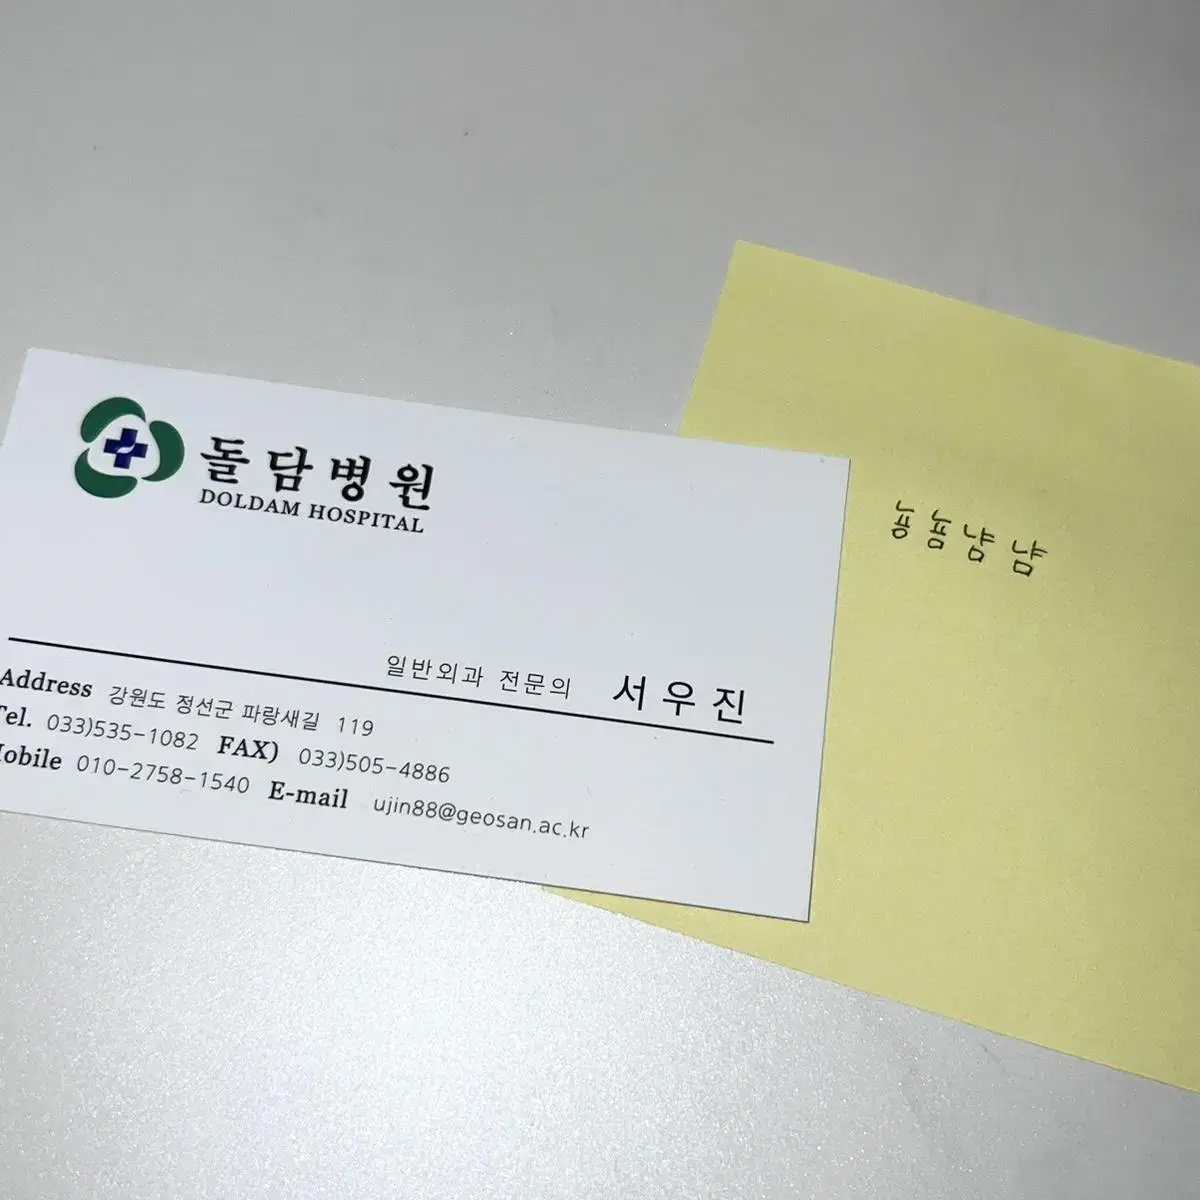 돌담병원
DOLDAM HOSPITAL
일반외과 전문의 서우진
Address 강원도 정선군 파랑새길 119
Tel. 033)535-1082 FAX) 033)505-4886
Mobile 010-2758-1540 E-mail ujin88@geosan.ac.kr
냠냠